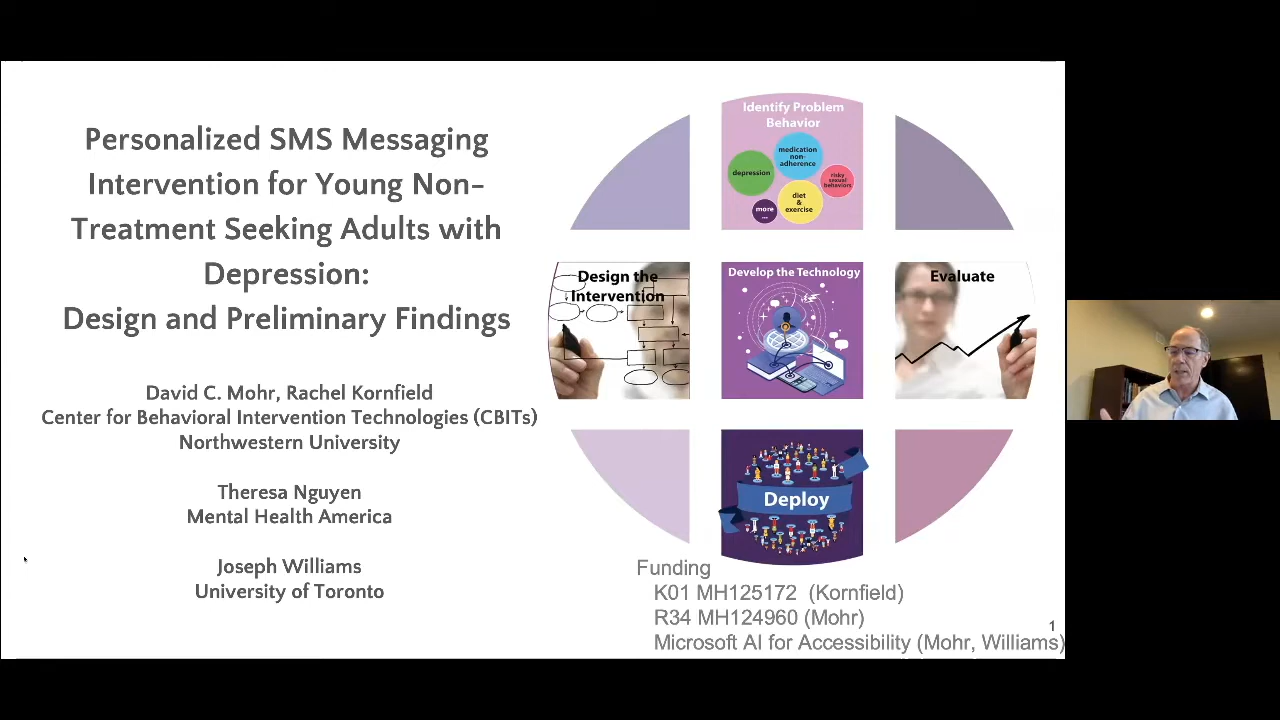 Personalized SMS Messaging
Intervention for Young Non-
Treatment Seeking Adults with
Depression:
Design and Preliminary Findings
David C. Mohr, Rachel Kornfield
Center for Behavioral Intervention Technologies (CBITs)
Northwestern University
Theresa Nguyen
Mental Health America
Joseph Williams
University of Toronto
Identify Problem
Behavior
medication
non-
adherence
depression
risky
sexual
behaviors
diet
&
exercise
more
...
Design the
Intervention
Develop the Technology
Evaluate
Deploy
Funding
K01 MH125172 (Kornfield)
R34 MH124960 (Mohr)
Microsoft AI for Accessibility (Mohr, Williams)
1